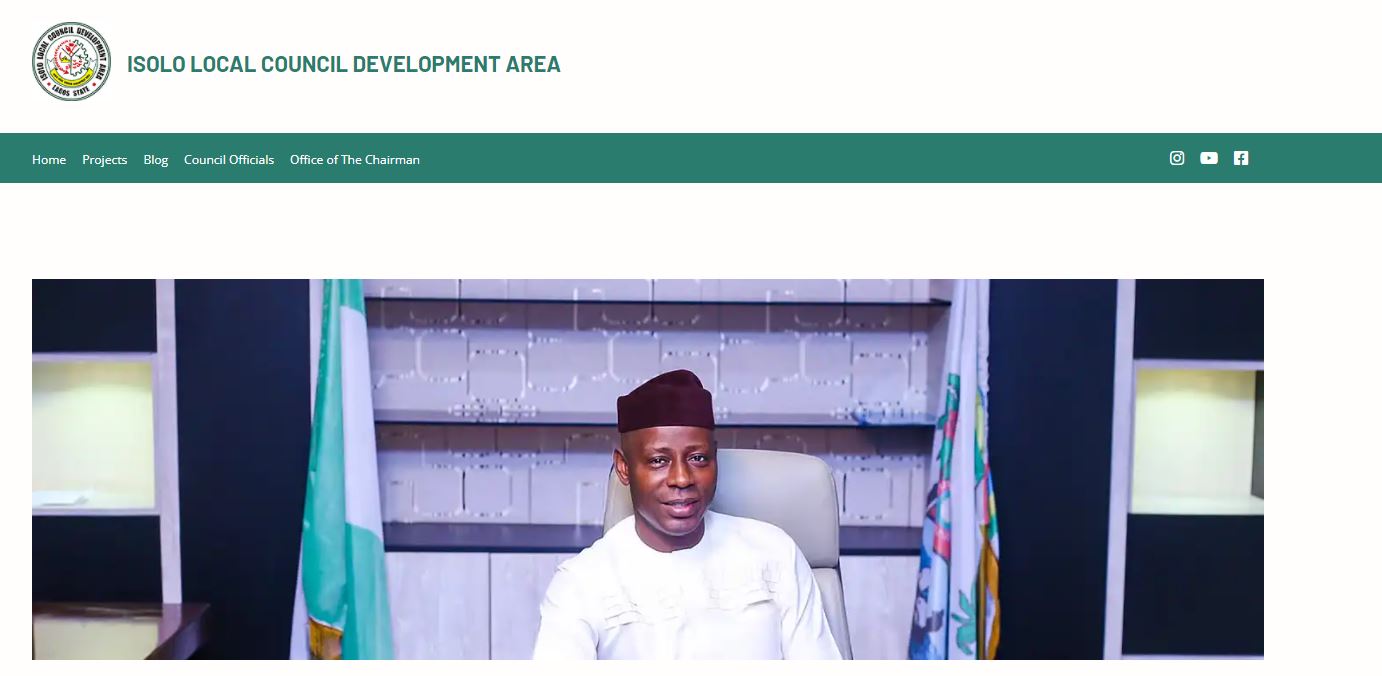 ISOLO LOCAL COUNCIL DEVELOPMENT AREA
LAGOS STATE
ISOLO LOCAL COUNCIL DEVELOPMENT AREA
Home Projects Blog Council Officials Office of The Chairman